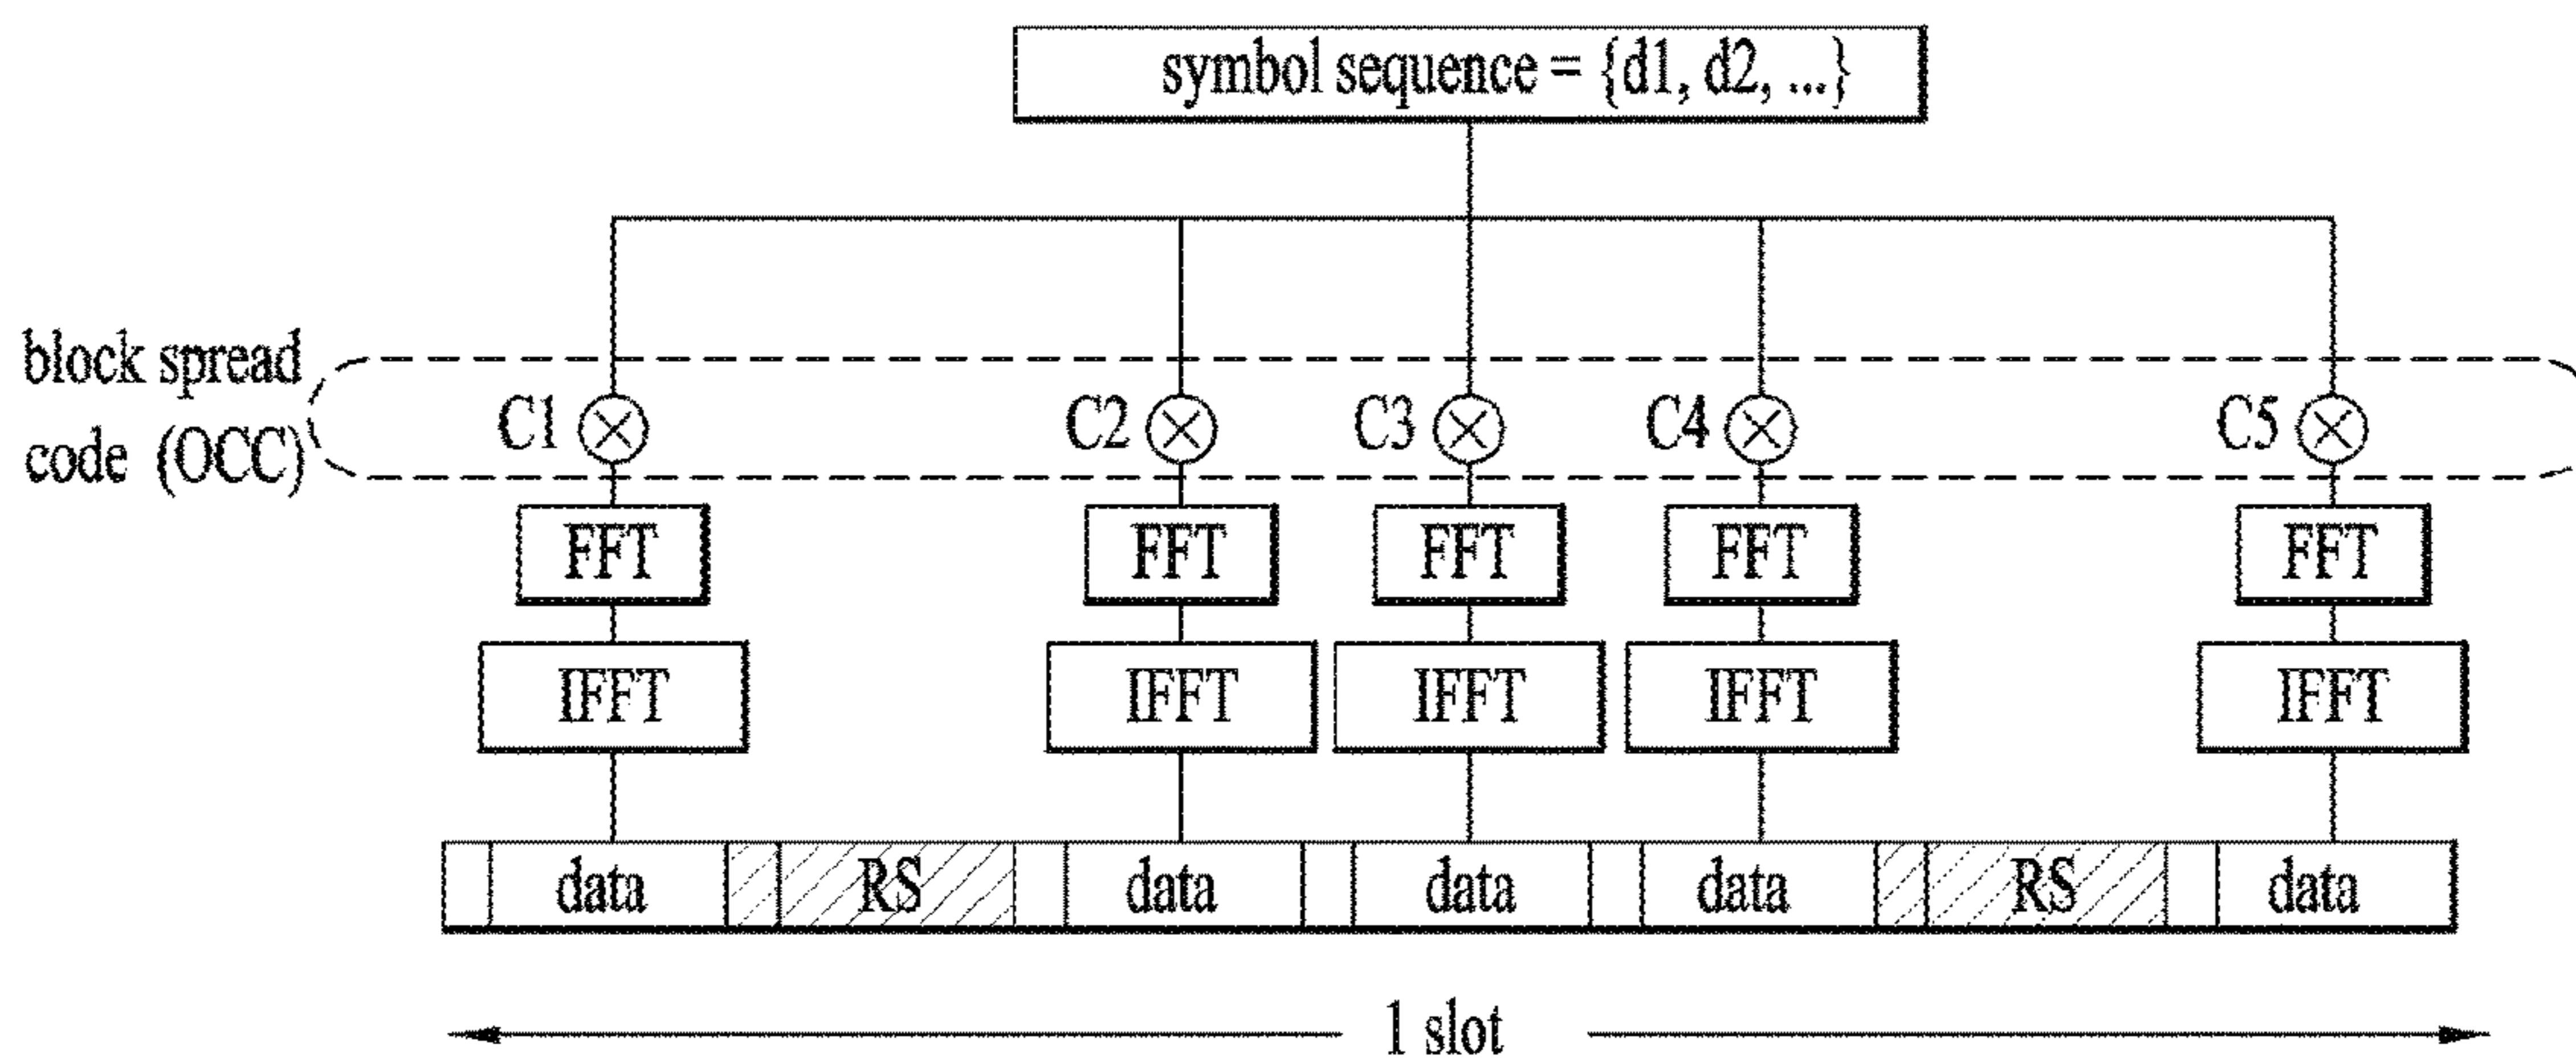 symbol sequence = {d1, d2, ...}
block spread
code (OCC)
C1 C2 C3 C4 C5
FFT FFT FFT FFT FFT
IFFT IFFT IFFT IFFT IFFT
data RS data data data RS data
1 slot